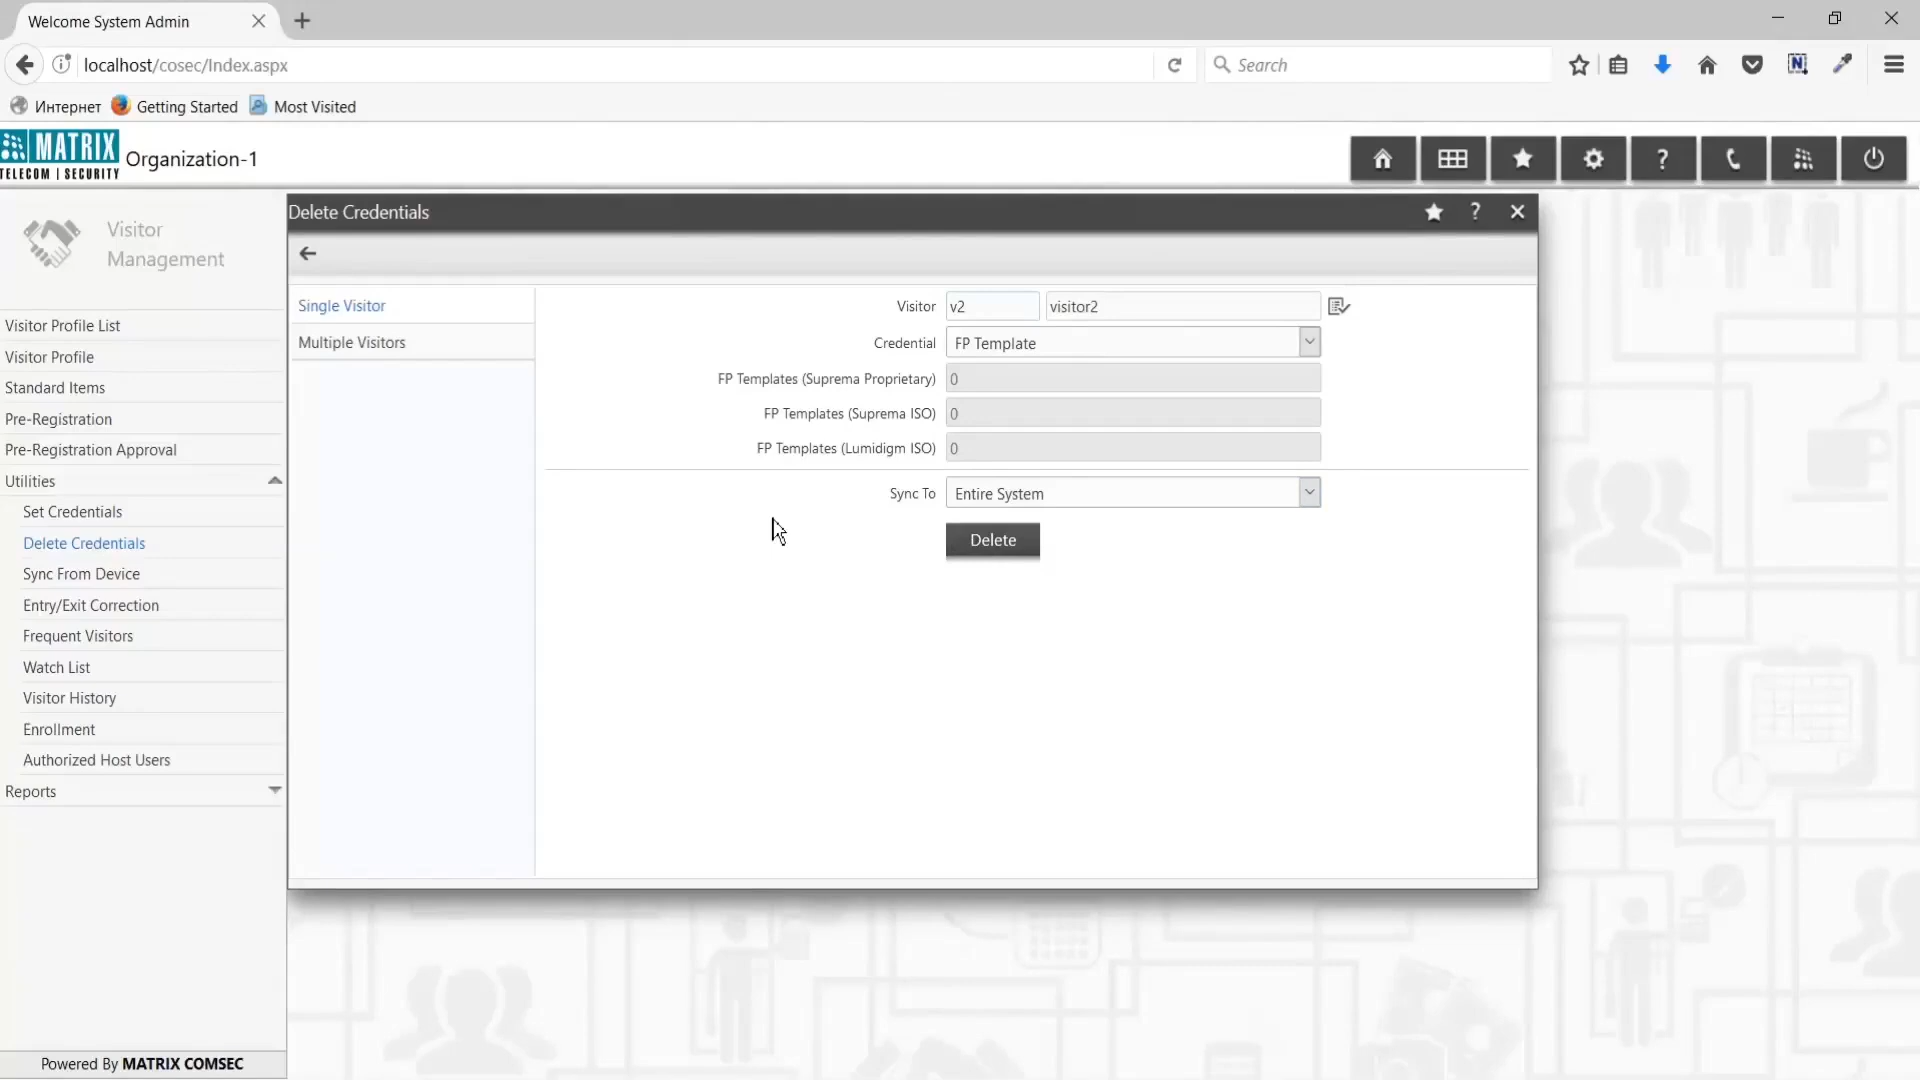 Welcome System Admin
localhost/cosec/Index.aspx
Search
Интернет Getting Started Most Visited
MATRIX
TELECOM | SECURITY
Organization-1
Visitor
Management
Visitor Profile List
Visitor Profile
Standard Items
Pre-Registration
Pre-Registration Approval
Utilities
Set Credentials
Delete Credentials
Sync From Device
Entry/Exit Correction
Frequent Visitors
Watch List
Visitor History
Enrollment
Authorized Host Users
Reports
Powered By MATRIX COMSEC
Delete Credentials
Single Visitor
Multiple Visitors
Visitor v2 visitor2
Credential FP Template
FP Templates (Suprema Proprietary) 0
FP Templates (Suprema ISO) 0
FP Templates (Lumidigm ISO) 0
Sync To Entire System
Delete